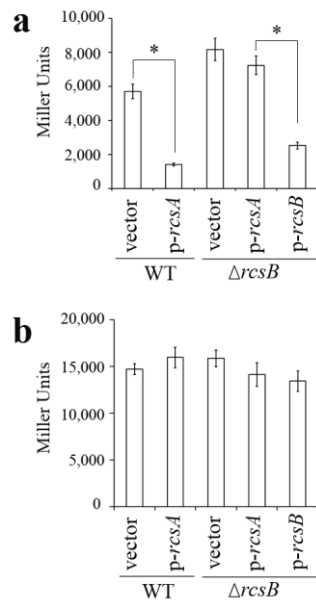 a
Miller Units
10,000
8,000
6,000
4,000
2,000
0
*
*
vector
p-rcsA
vector
p-rcsA
p-rcsB
WT
ΔrcsB
b
Miller Units
20,000
15,000
10,000
5,000
0
vector
p-rcsA
vector
p-rcsA
p-rcsB
WT
ΔrcsB